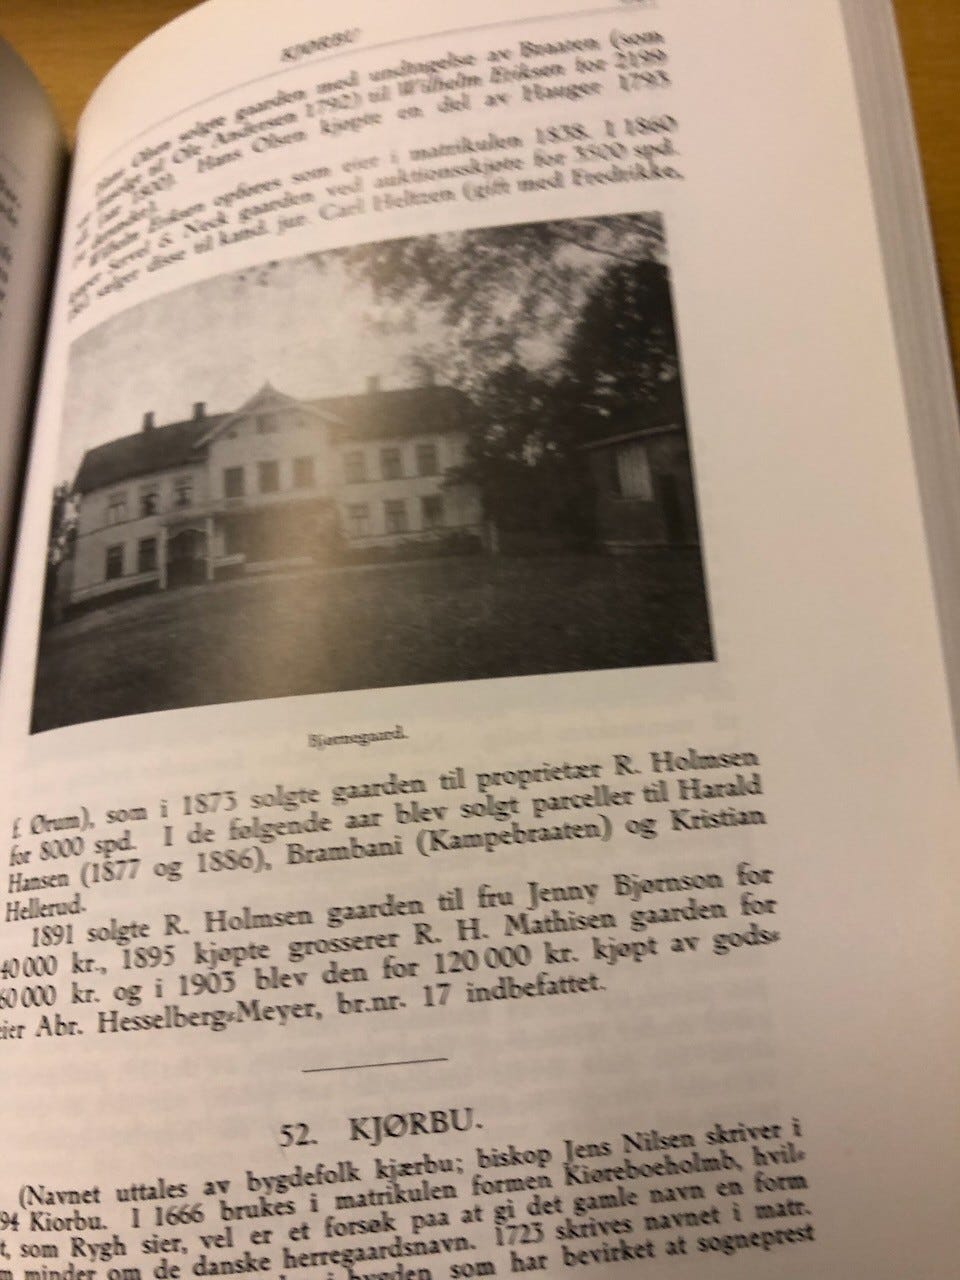 KJØRBU
Hans Olsen solgte gaarden med undtagelse av Braaten (som
solgte til Ole Andersen 1792) til Wilhelm Eriksen for 2199
(aar 1800). Hans Olsen kjøpte en del av Hauger 1793
Wilhelm Eriksen opføres som eier i matrikulen 1838. I 1860
& Neck gaarden ved auktionsskjøte for 3500 spd.
sælger disse til kand. jur. Carl Heltzen (gift med Fredrikke,
Bjørnegaard.
f. Ørum), som i 1873 solgte gaarden til proprietær R. Holmsen
for 8000 spd. I de følgende aar blev solgt parceller til Harald
Hansen (1877 og 1886), Brambani (Kampebraaten) og Kristian
Hellerud.
1891 solgte R. Holmsen gaarden til fru Jenny Bjørnson for
40 000 kr., 1895 kjøpte grosserer R. H. Mathisen gaarden for
60 000 kr. og i 1903 blev den for 120 000 kr. kjøpt av gods-
eier Abr. Hesselberg-Meyer, br.nr. 17 indbefattet.
52. KJØRBU.
(Navnet uttales av bygdefolk kjærbu; biskop Jens Nilsen skriver i
94 Kiorbu. I 1666 brukes i matrikulen formen Kiøreboeholmb, hvil-
t, som Rygh sier, vel er et forsøk paa at gi det gamle navn en form
m minder om de danske herregaardsnavn. 1723 skrives navnet i matr.
i bygden som har bevirket at sogneprest